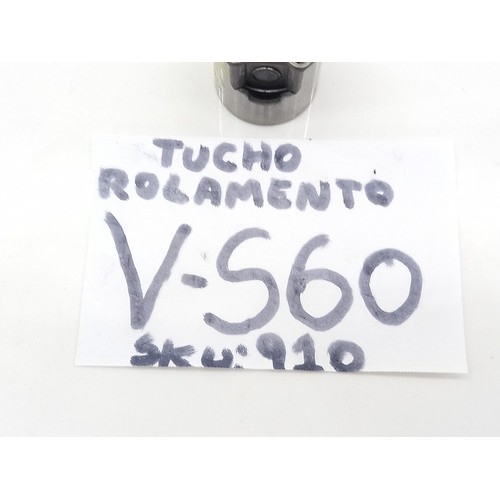 TUCHO
ROLAMENTO
V-S60
SKU:910